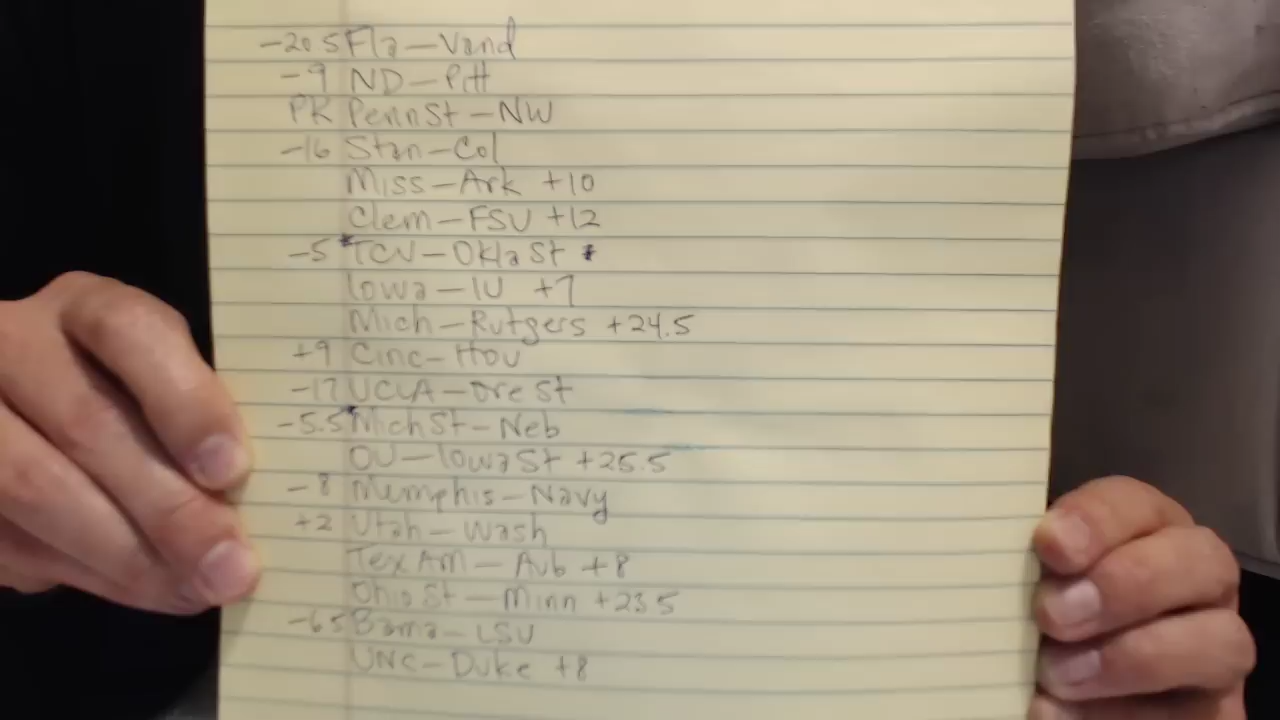 -20.5 Fla-Vand
-9 ND-Pitt
PK Penn St-NW
-16 Stan-Col
Miss-Ark +10
Clem-FSU +12
-5 *TCU-Okla St *
Iowa-IU +7
Mich-Rutgers +24.5
+9 Cinc-Hou
-17 UCLA-Ore St
-5.5 *Mich St-Neb
OU-Iowa St +25.5
-8 Memphis-Navy
+2 Utah-Wash
Tex AM-Aub +8
Ohio St-Minn +23.5
-6.5 Bama-LSU
UNC-Duke +8